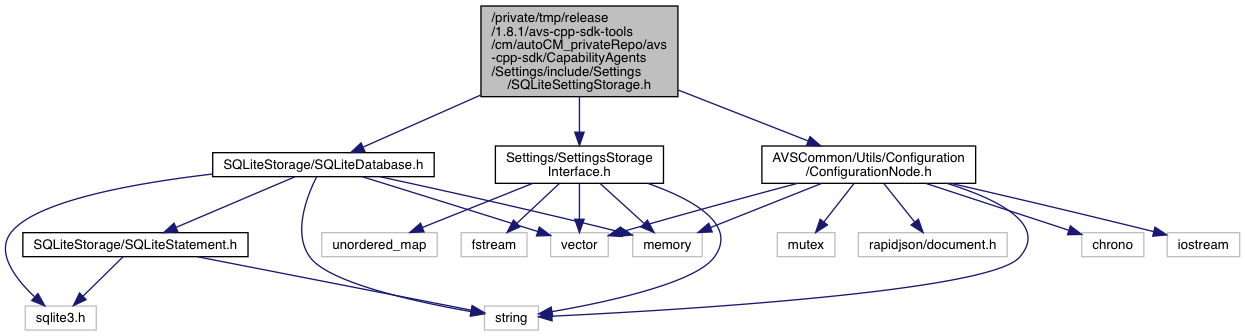 /private/tmp/release
/1.8.1/avs-cpp-sdk-tools
/cm/autoCM_privateRepo/avs
-cpp-sdk/CapabilityAgents
/Settings/include/Settings
/SQLiteSettingStorage.h
SQLiteStorage/SQLiteDatabase.h
Settings/SettingsStorage
Interface.h
AVSCommon/Utils/Configuration
/ConfigurationNode.h
SQLiteStorage/SQLiteStatement.h
unordered_map
fstream
vector
memory
mutex
rapidjson/document.h
chrono
iostream
sqlite3.h
string